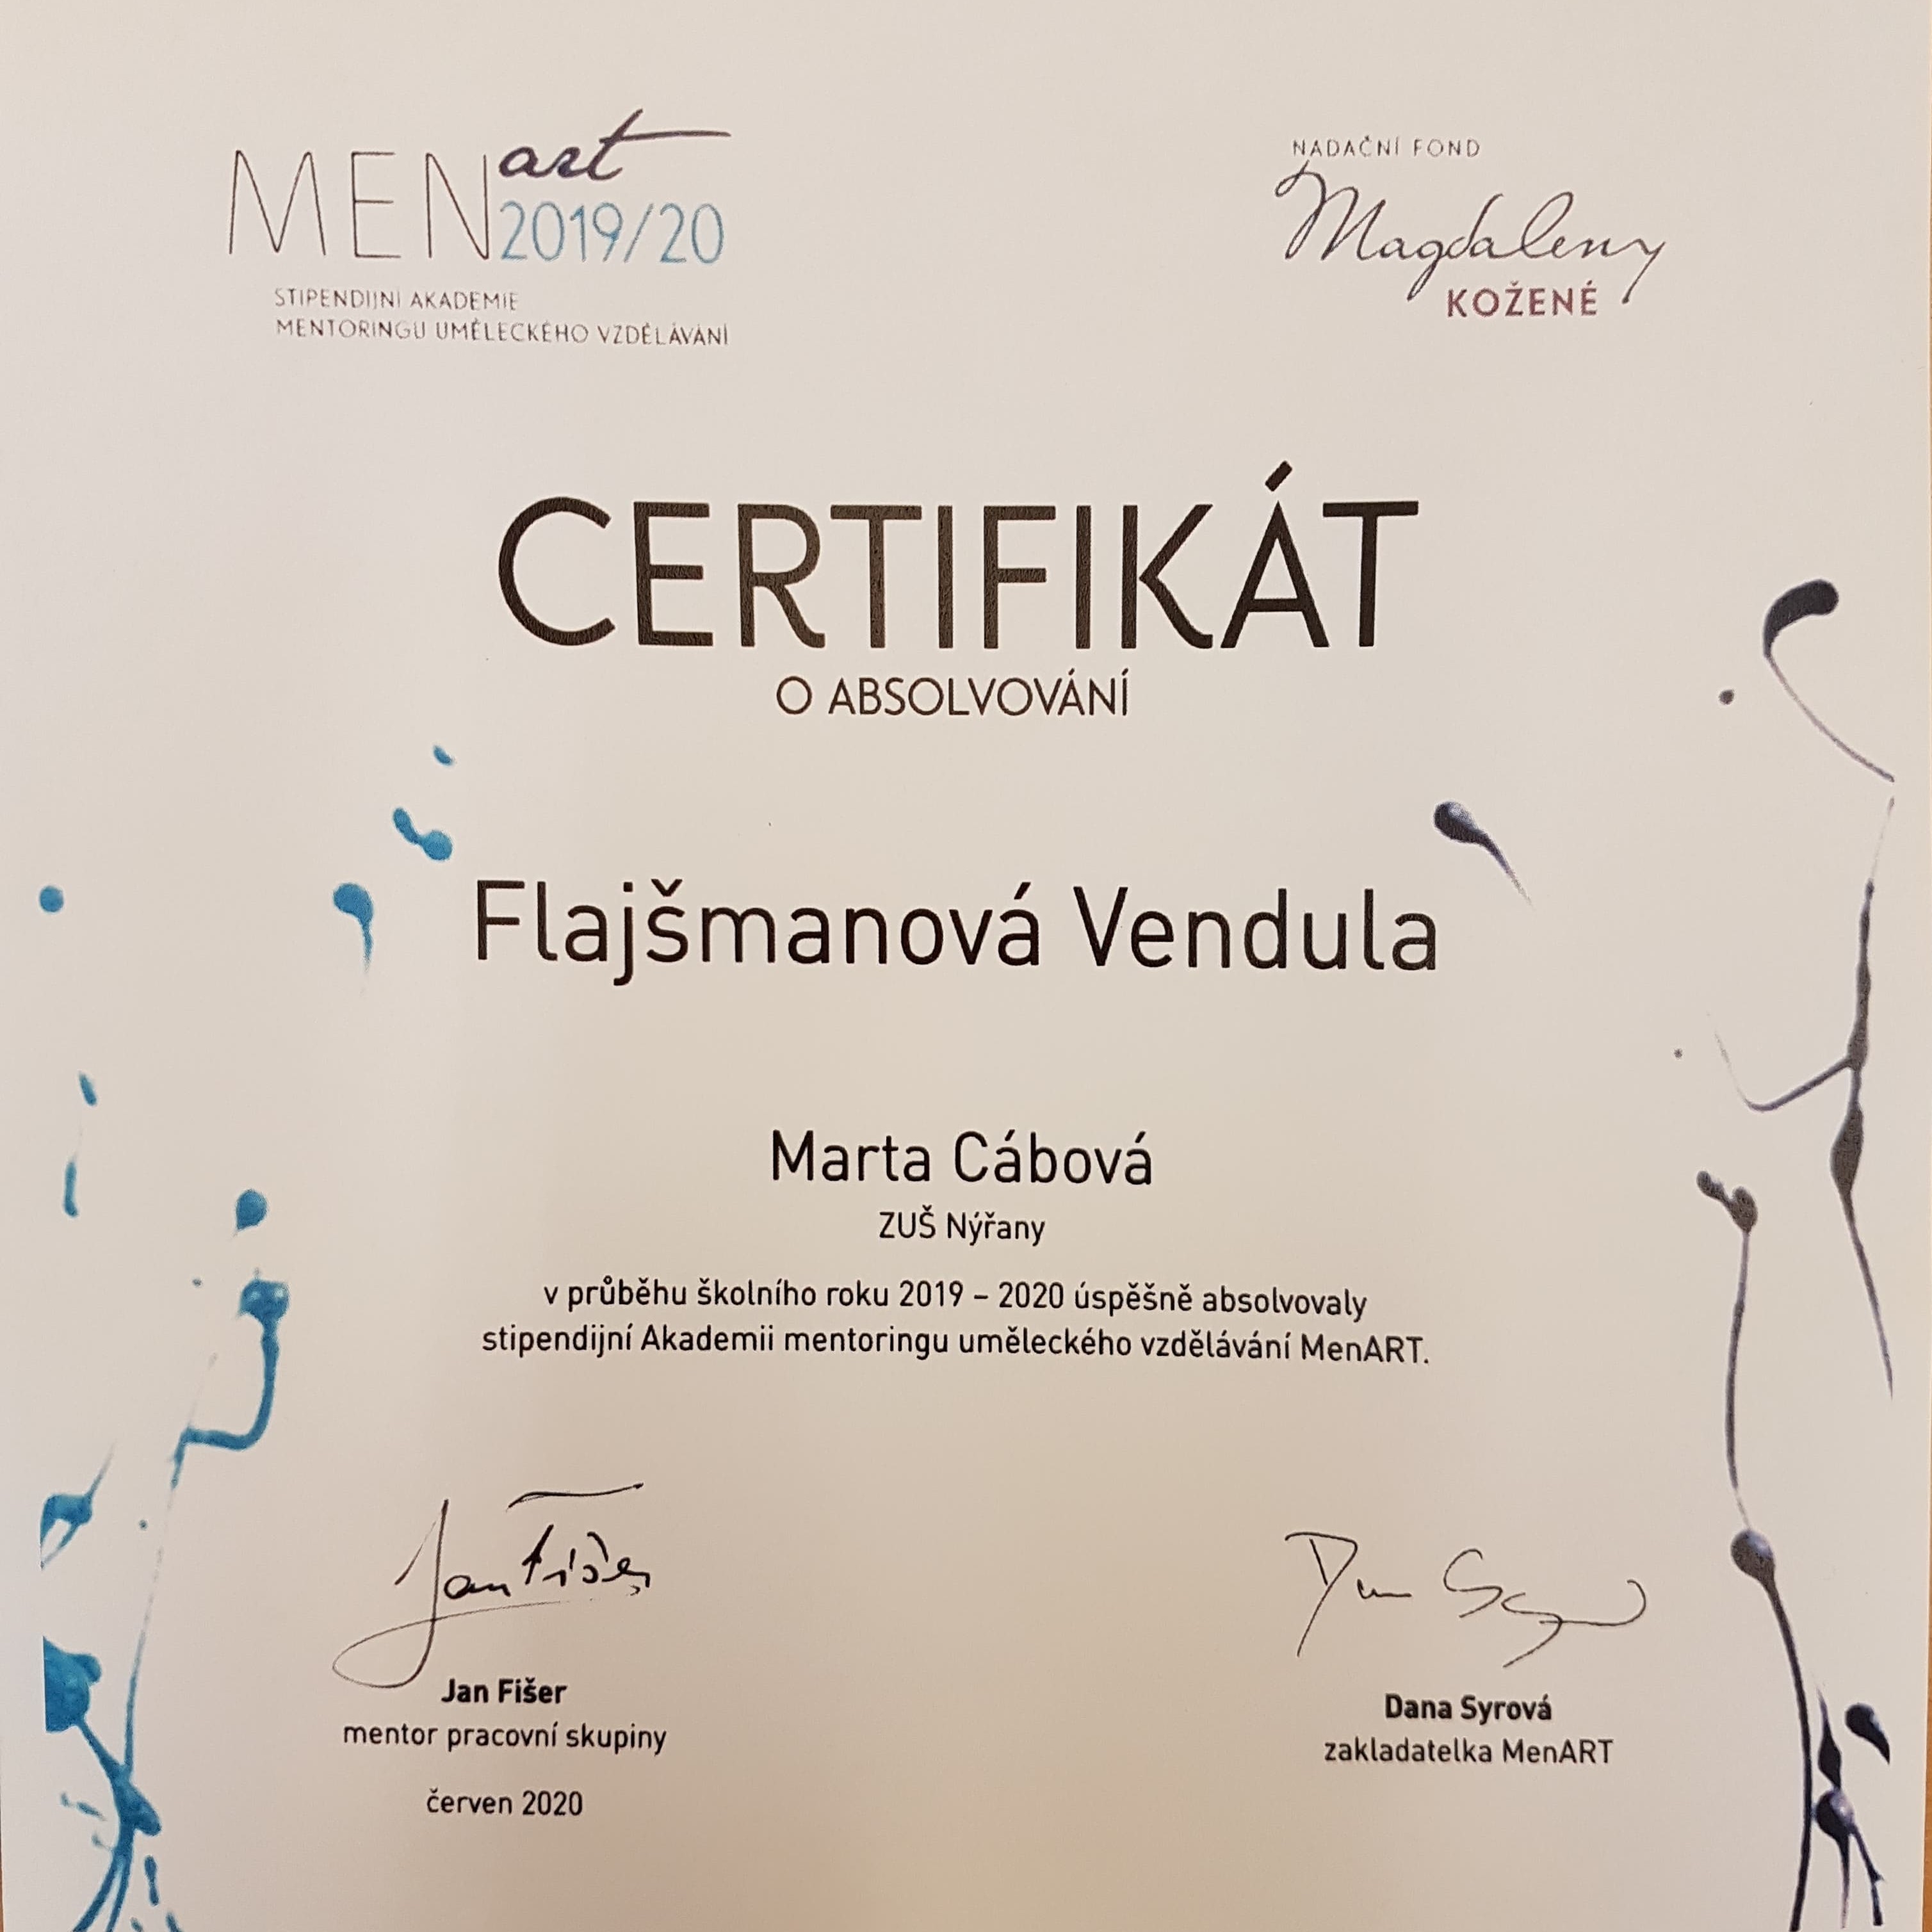 MENart
2019/20
STIPENDIJNÍ AKADEMIE
MENTORINGU UMĚLECKÉHO VZDĚLÁVÁNÍ
NADAČNÍ FOND
Magdaleny
KOŽENÉ
CERTIFIKÁT
O ABSOLVOVÁNÍ
Flajšmanová Vendula
Marta Cábová
ZUŠ Nýřany
v průběhu školního roku 2019 – 2020 úspěšně absolvovaly
stipendijní Akademii mentoringu uměleckého vzdělávání MenART.
Jan Fišer
Jan Fišer
mentor pracovní skupiny
červen 2020
Dana Syrová
zakladatelka MenART